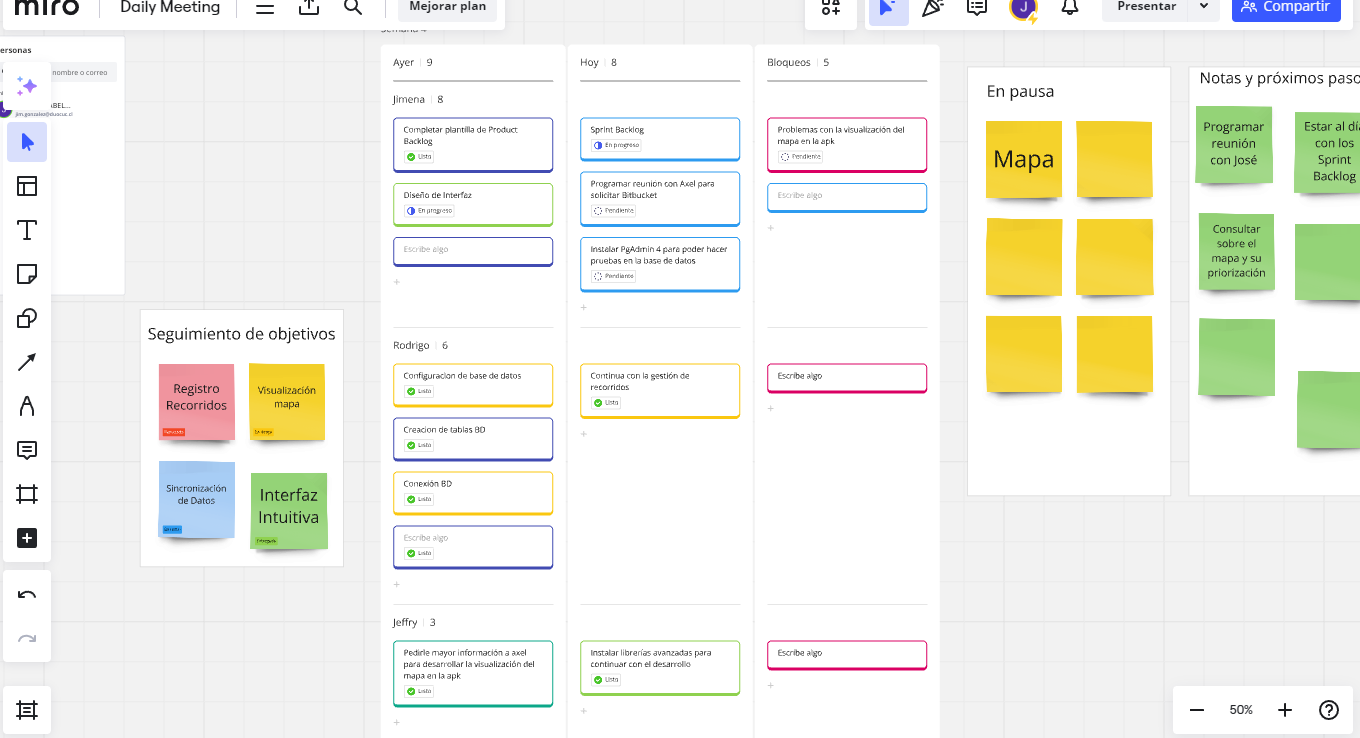 miro
Daily Meeting
Mejorar plan
J
Presentar
Compartir
Semana 4
ersonas
nombre o correo
jim.gonzalez@duocuc.cl
Ayer 9
Hoy 8
Bloqueos 5
Jimena 8
Completar plantilla de Product
Backlog
Listo
Diseño de Interfaz
En progreso
Escribe algo
Sprint Backlog
En progreso
Programar reunión con Axel para
solicitar Bitbucket
Pendiente
Instalar PgAdmin 4 para poder hacer
pruebas en la base de datos
Pendiente
Problemas con la visualización del
mapa en la apk
Pendiente
Escribe algo
Rodrigo 6
Configuracion de base de datos
Listo
Creacion de tablas BD
Listo
Conexión BD
Listo
Escribe algo
Listo
Continua con la gestión de
recorridos
Listo
Escribe algo
Jeffry 3
Pedirle mayor información a axel
para desarrollar la visualización del
mapa en la apk
Listo
Instalar librerías avanzadas para
continuar con el desarrollo
Listo
Escribe algo
Seguimiento de objetivos
Registro
Recorridos
Visualización
mapa
Sincronización
de Datos
Interfaz
Intuitiva
En pausa
Mapa
Notas y próximos paso
Programar
reunión
con José
Estar al día
con los
Sprint
Backlog
Consultar
sobre el
mapa y su
priorización
50%